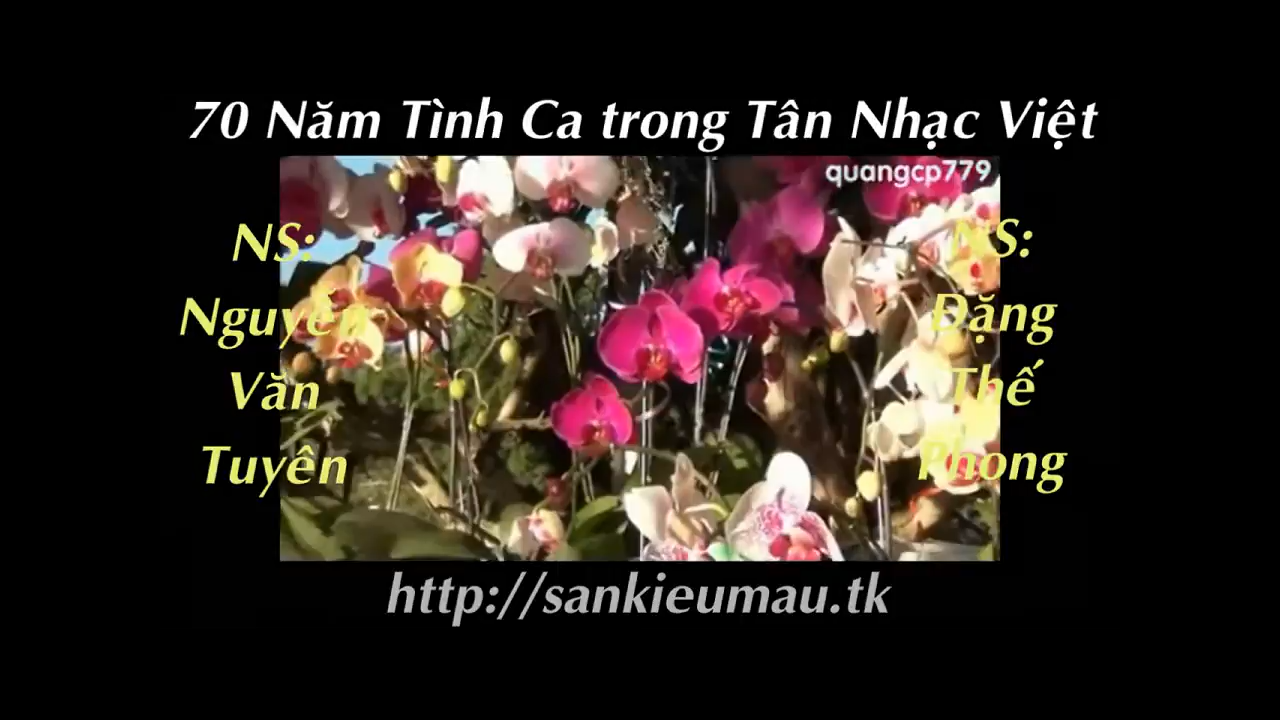 70 Năm Tình Ca trong Tân Nhạc Việt
quangcp779
NS:
Nguyễn
Văn
Tuyên
NS:
Đặng
Thế
Phong
http://sankieumau.tk